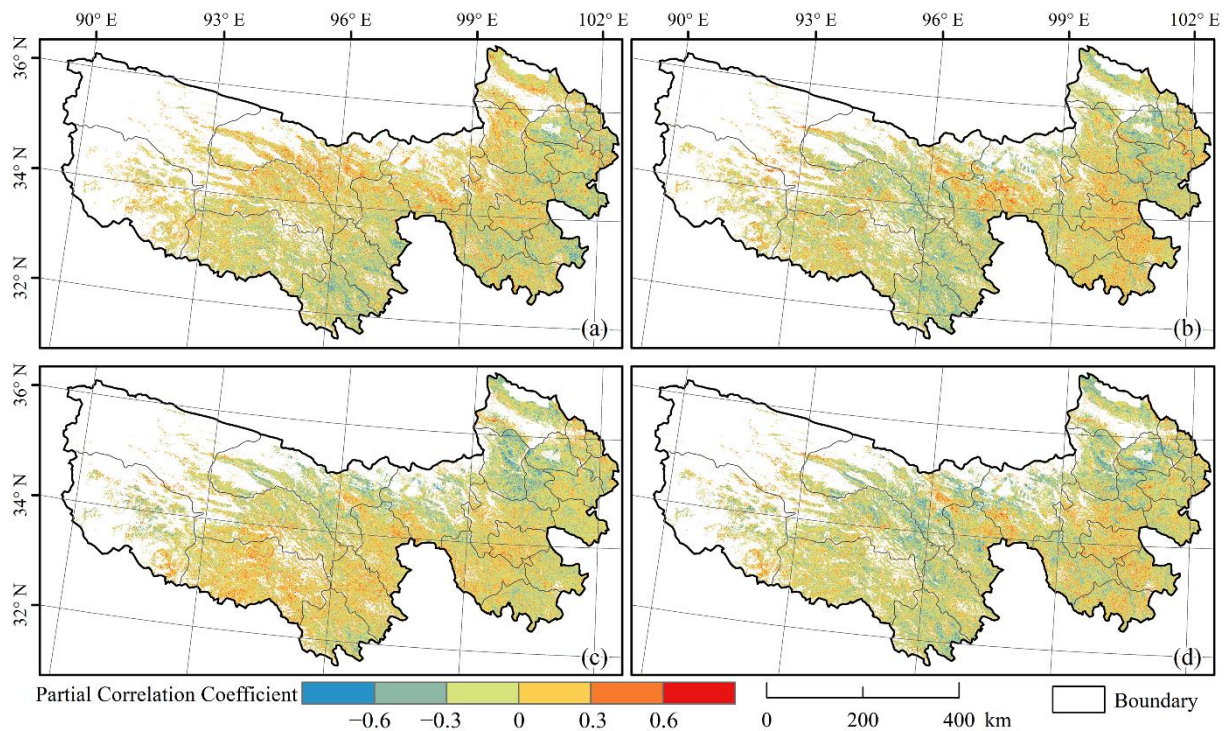 90° E 93° E 96° E 99° E 102° E 90° E 93° E 96° E 99° E 102° E
36° N
34° N
32° N
(a) (b)
36° N
34° N
32° N
(c) (d)
Partial Correlation Coefficient
−0.6 −0.3 0 0.3 0.6
0 200 400 km
Boundary